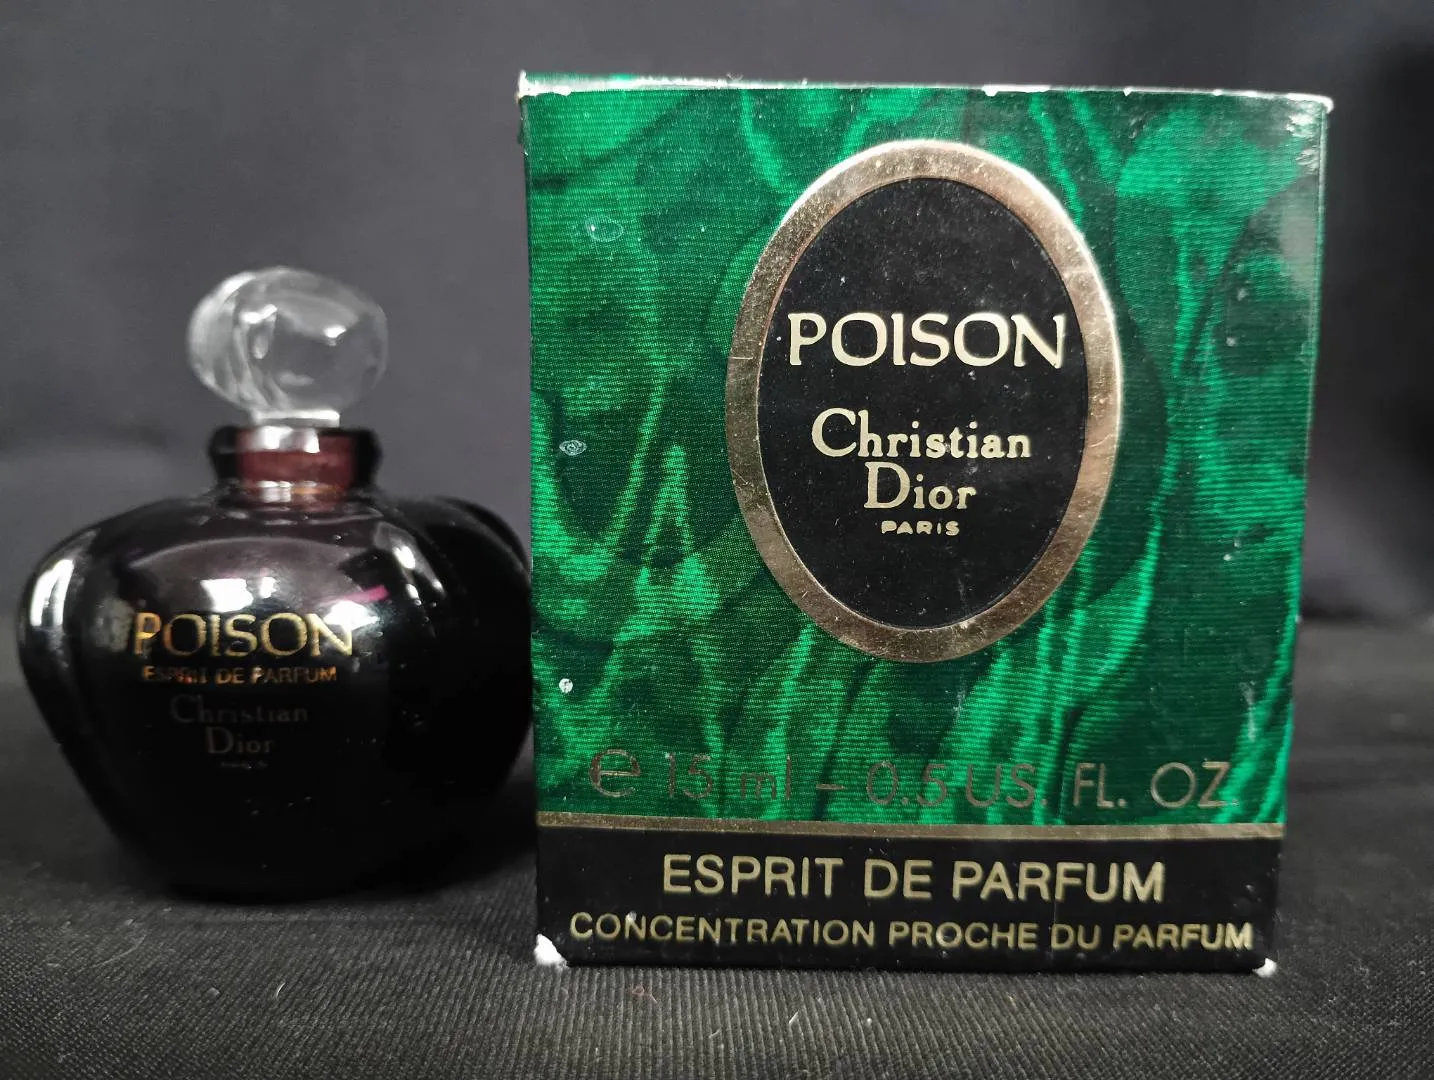 POISON
ESPRIT DE PARFUM
Christian
Dior
POISON
Christian
Dior
PARIS
e 15 ml - 0.5 US. FL. OZ
ESPRIT DE PARFUM
CONCENTRATION PROCHE DU PARFUM